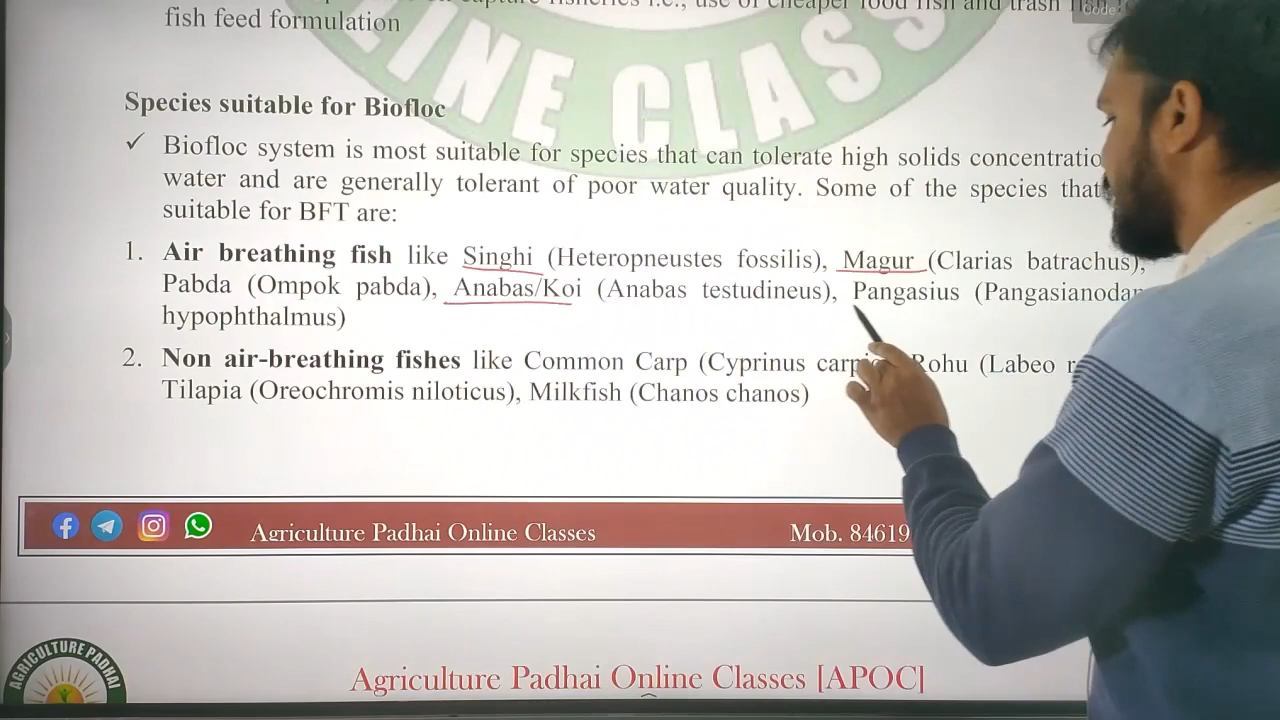 fish feed formulation
LINE CLASS
Species suitable for Biofloc
✓ Biofloc system is most suitable for species that can tolerate high solids
water and are generally tolerant of poor water quality. Some of the species that
suitable for BFT are:
1. Air breathing fish like Singhi (Heteropneustes fossilis), Magur (Clarias batrachus),
Pabda (Ompok pabda), Anabas/Koi (Anabas testudineus), Pangasius
hypophthalmus)
2. Non air-breathing fishes like Common Carp (Cyprinus Rohu (Labeo
Tilapia (Oreochromis niloticus), Milkfish (Chanos chanos)
Agriculture Padhai Online Classes Mob. 84619
AGRICULTURE PADHAI
Agriculture Padhai Online Classes [APOC]